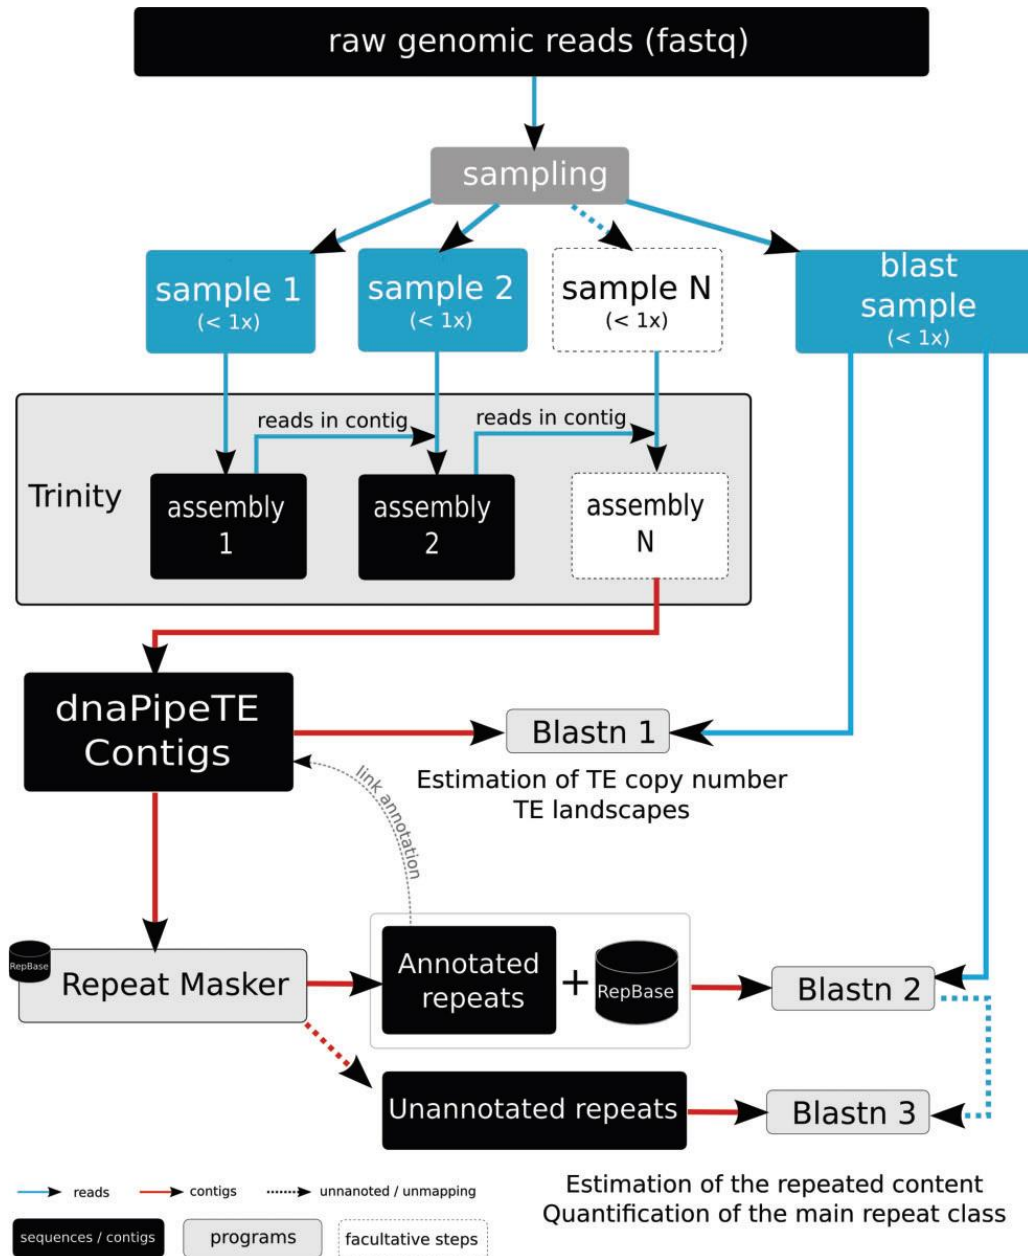 raw genomic reads (fastq)
sampling
sample 1
(< 1x)
sample 2
(< 1x)
sample N
(< 1x)
blast
sample
(< 1x)
reads in contig
reads in contig
Trinity
assembly
1
assembly
2
assembly
N
dnaPipeTE
Contigs
Blastn 1
Estimation of TE copy number
TE landscapes
link annotation
RepBase
Repeat Masker
Annotated
repeats
+
RepBase
Blastn 2
Unannotated repeats
Blastn 3
reads
contigs
unnanoted / unmapping
sequences / contigs
programs
facultative steps
Estimation of the repeated content
Quantification of the main repeat class